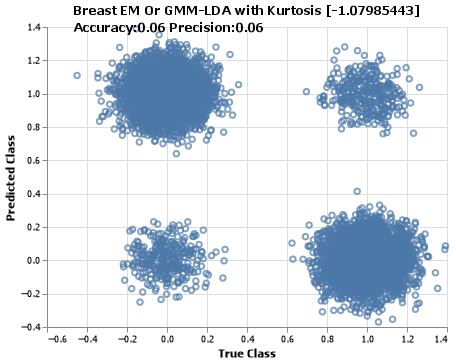 Breast EM Or GMM-LDA with Kurtosis [-1.07985443]
Accuracy:0.06 Precision:0.06
1.4
1.2
1.0
0.8
0.6
0.4
0.2
0.0
−0.2
−0.4
Predicted Class
−0.6 −0.4 −0.2 0.0 0.2 0.4 0.6 0.8 1.0 1.2 1.4
True Class